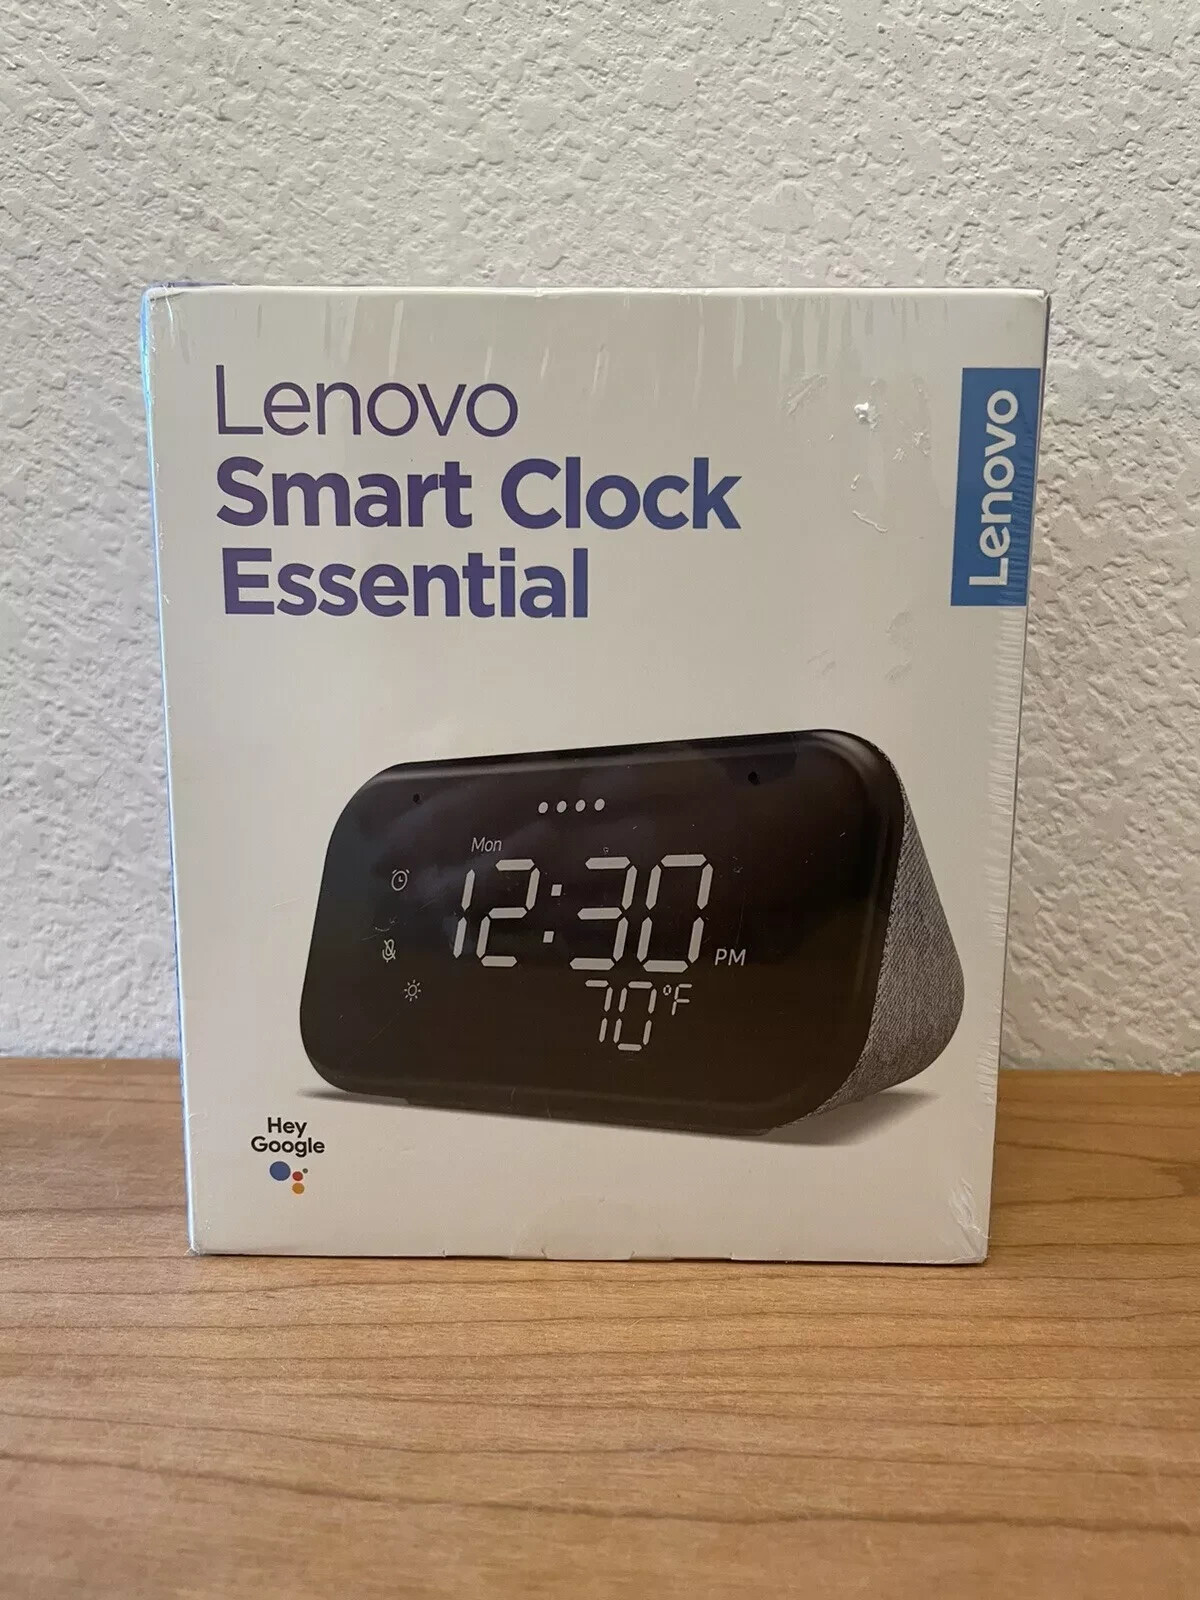 Lenovo
Smart Clock
Essential
Lenovo
Mon
12:30 PM
70°F
Hey
Google